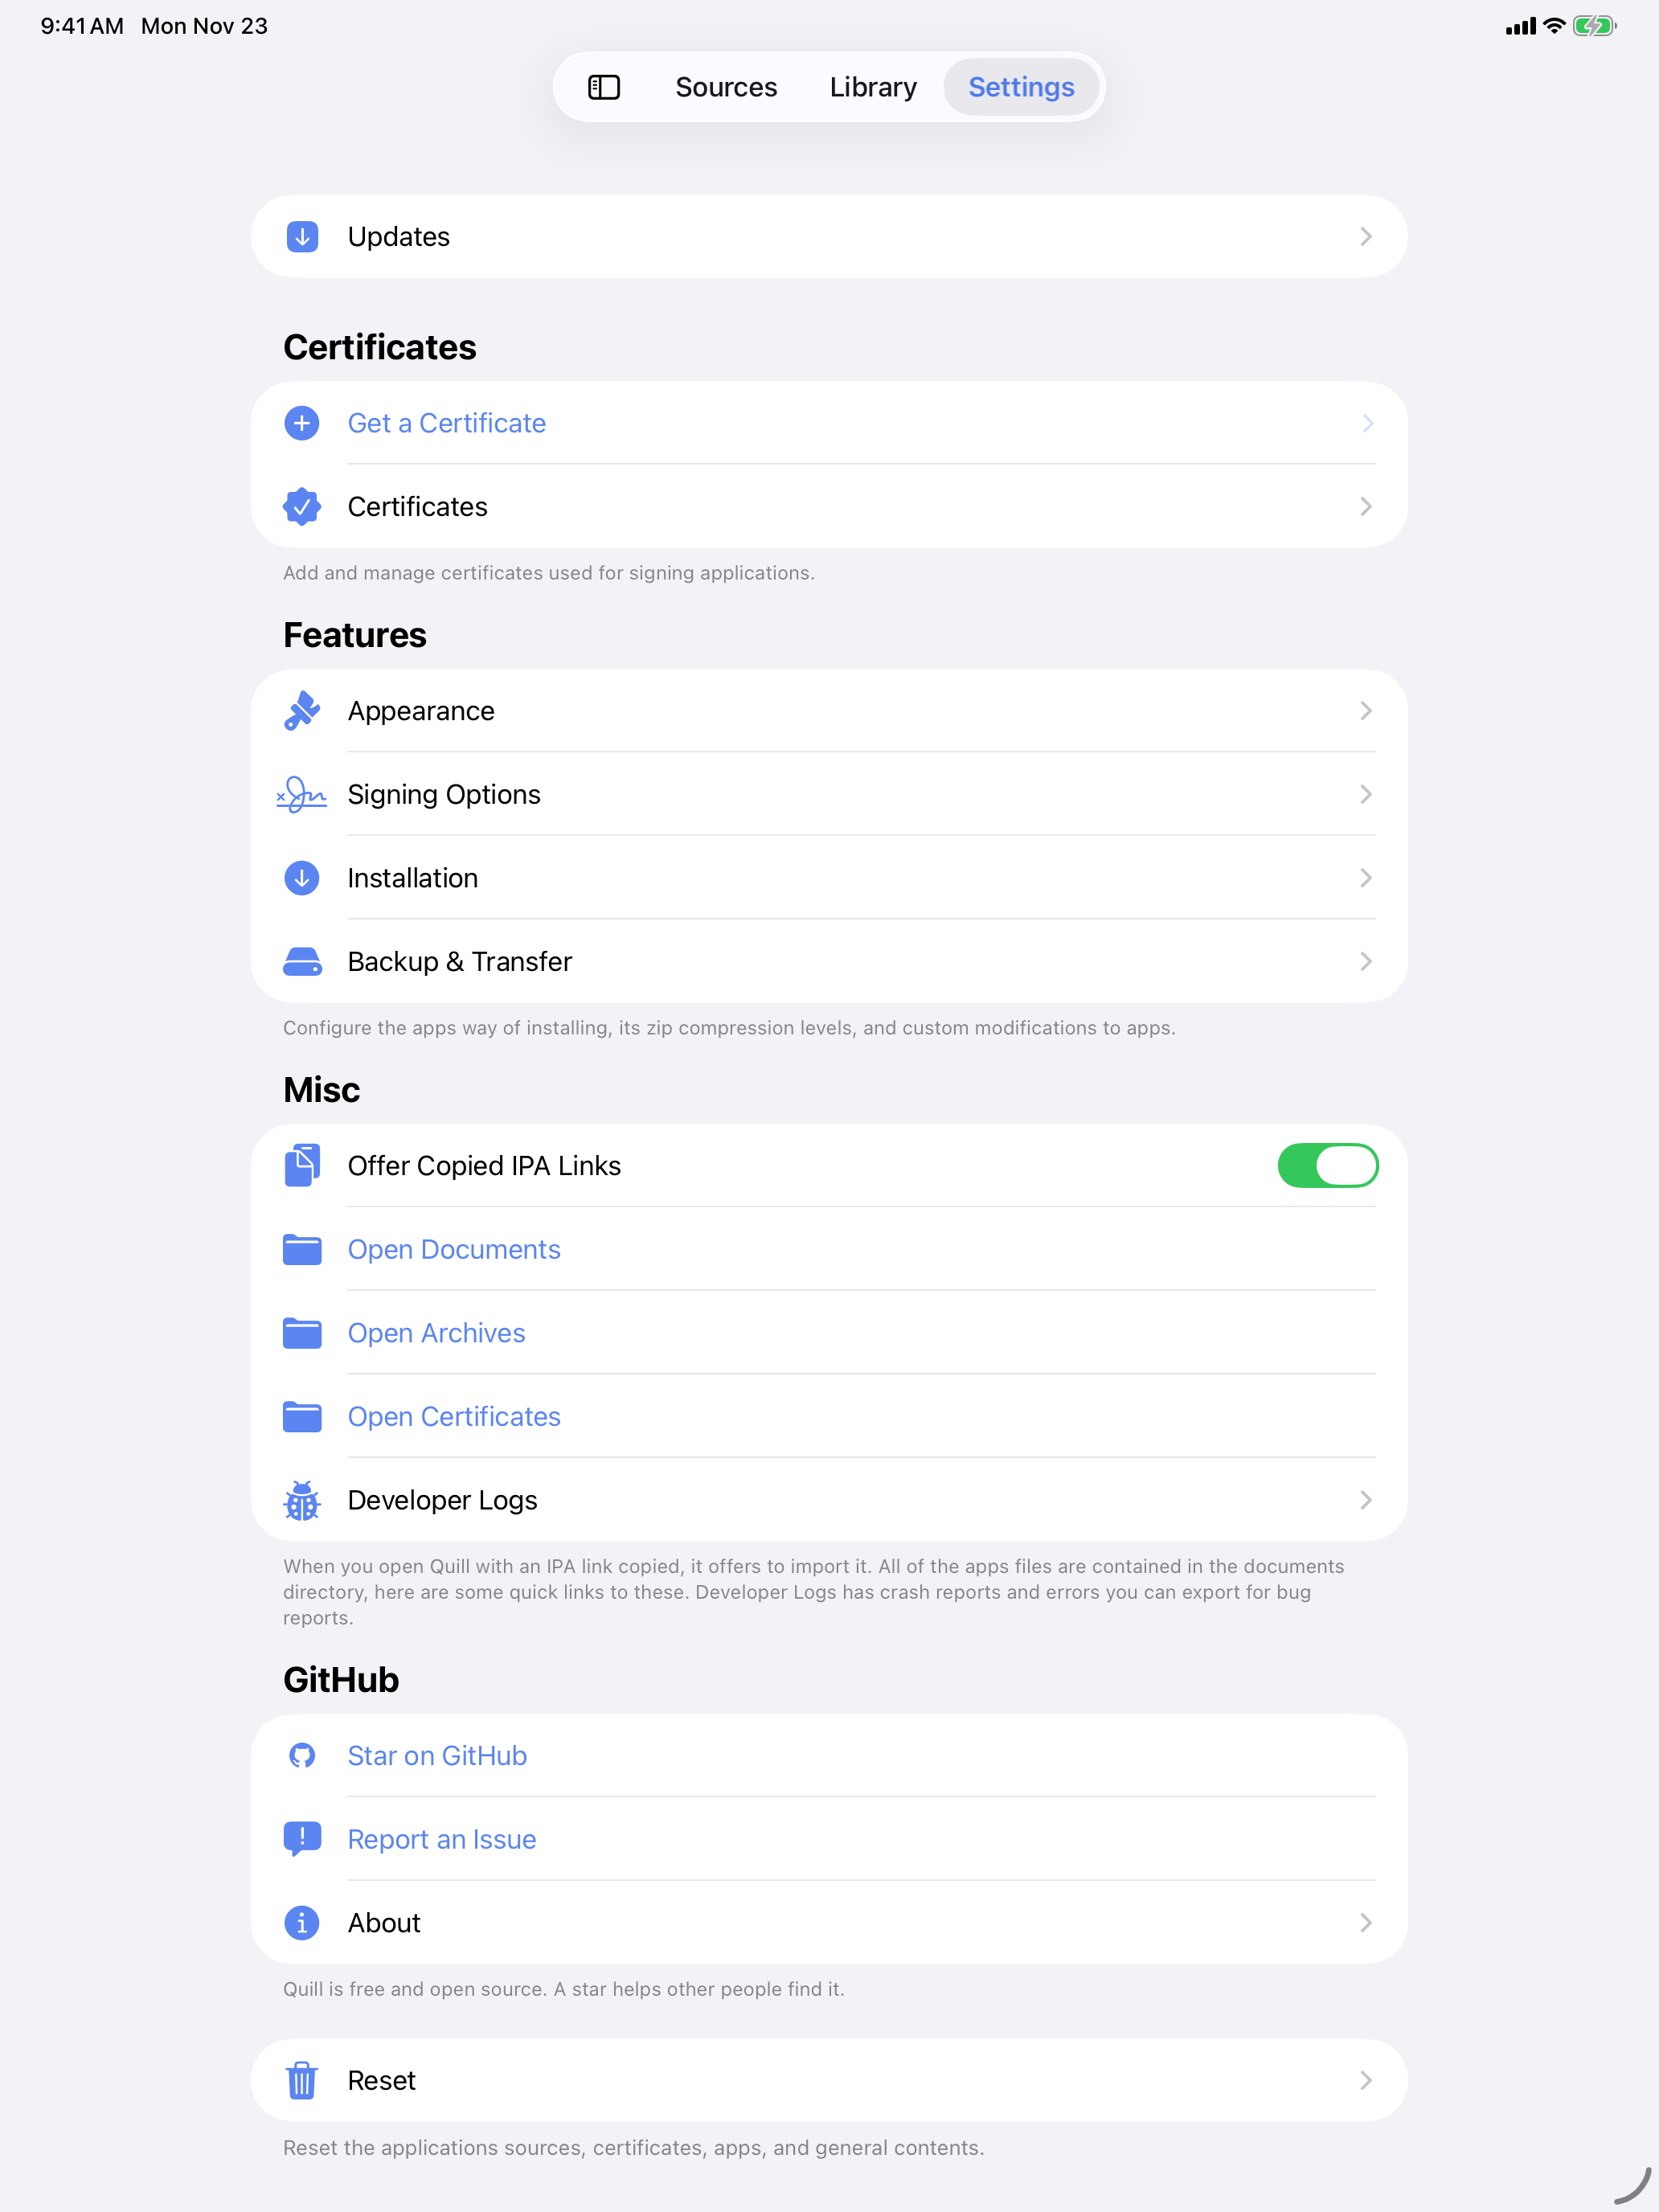 9:41 AM Mon Nov 23
Sources
Library
Settings
Updates
Certificates
Get a Certificate
Certificates
Add and manage certificates used for signing applications.
Features
Appearance
Signing Options
Installation
Backup & Transfer
Configure the apps way of installing, its zip compression levels, and custom modifications to apps.
Misc
Offer Copied IPA Links
Open Documents
Open Archives
Open Certificates
Developer Logs
When you open Quill with an IPA link copied, it offers to import it. All of the apps files are contained in the documents
directory, here are some quick links to these. Developer Logs has crash reports and errors you can export for bug
reports.
GitHub
Star on GitHub
Report an Issue
About
Quill is free and open source. A star helps other people find it.
Reset
Reset the applications sources, certificates, apps, and general contents.